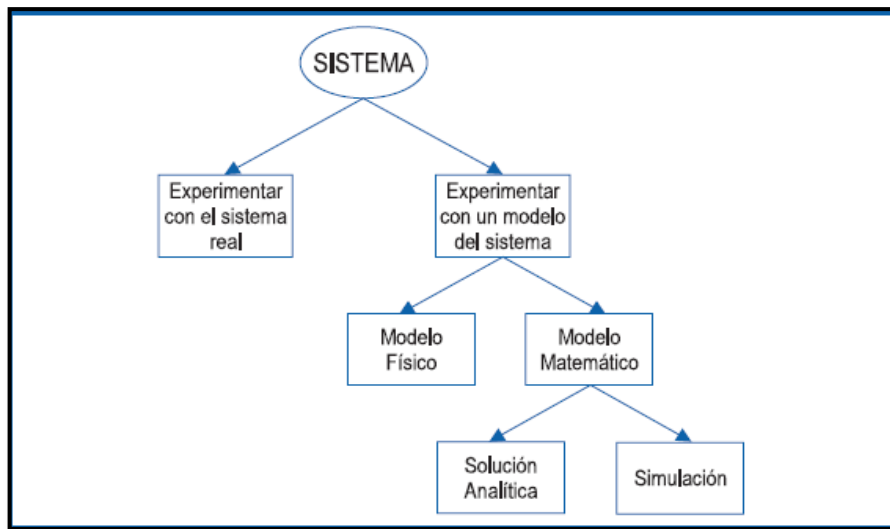 SISTEMA
Experimentar
con el sistema
real
Experimentar
con un modelo
del sistema
Modelo
Físico
Modelo
Matemático
Solución
Analítica
Simulación